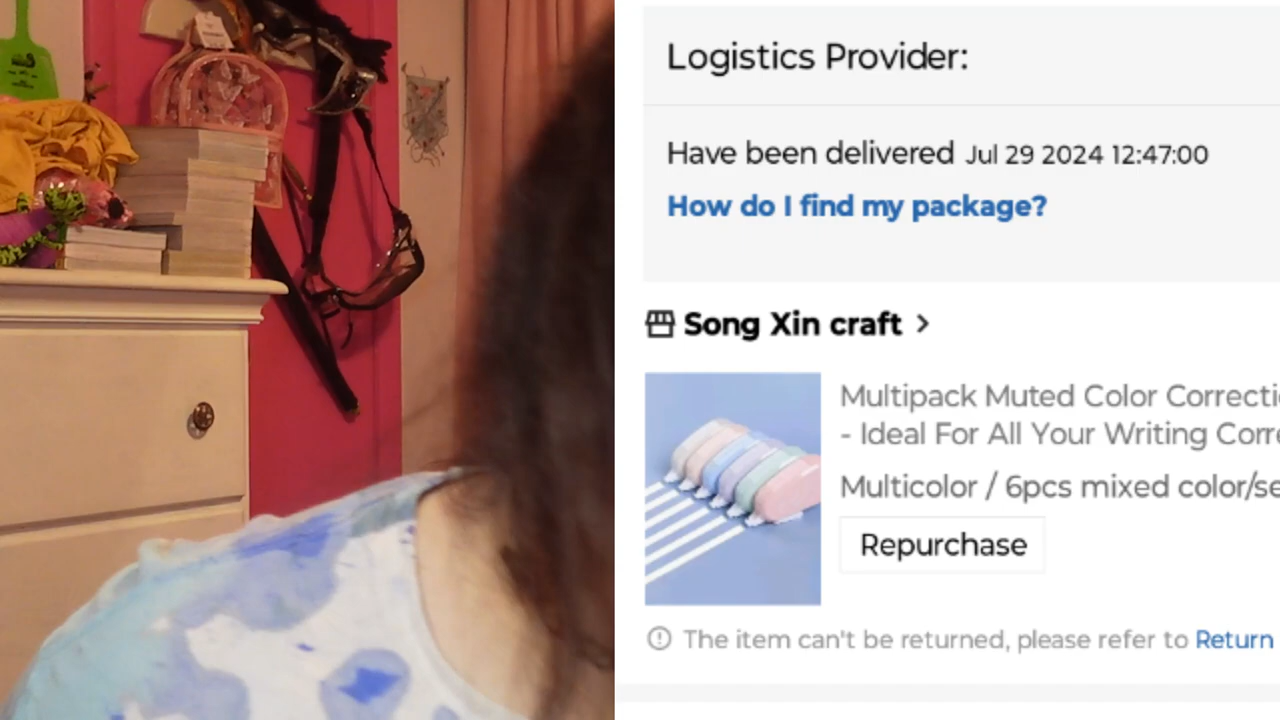 Logistics Provider:
Have been delivered Jul 29 2024 12:47:00
How do I find my package?
Song Xin craft >
Multipack Muted Color Correcti
- Ideal For All Your Writing Corre
Multicolor / 6pcs mixed color/se
Repurchase
The item can't be returned, please refer to Return